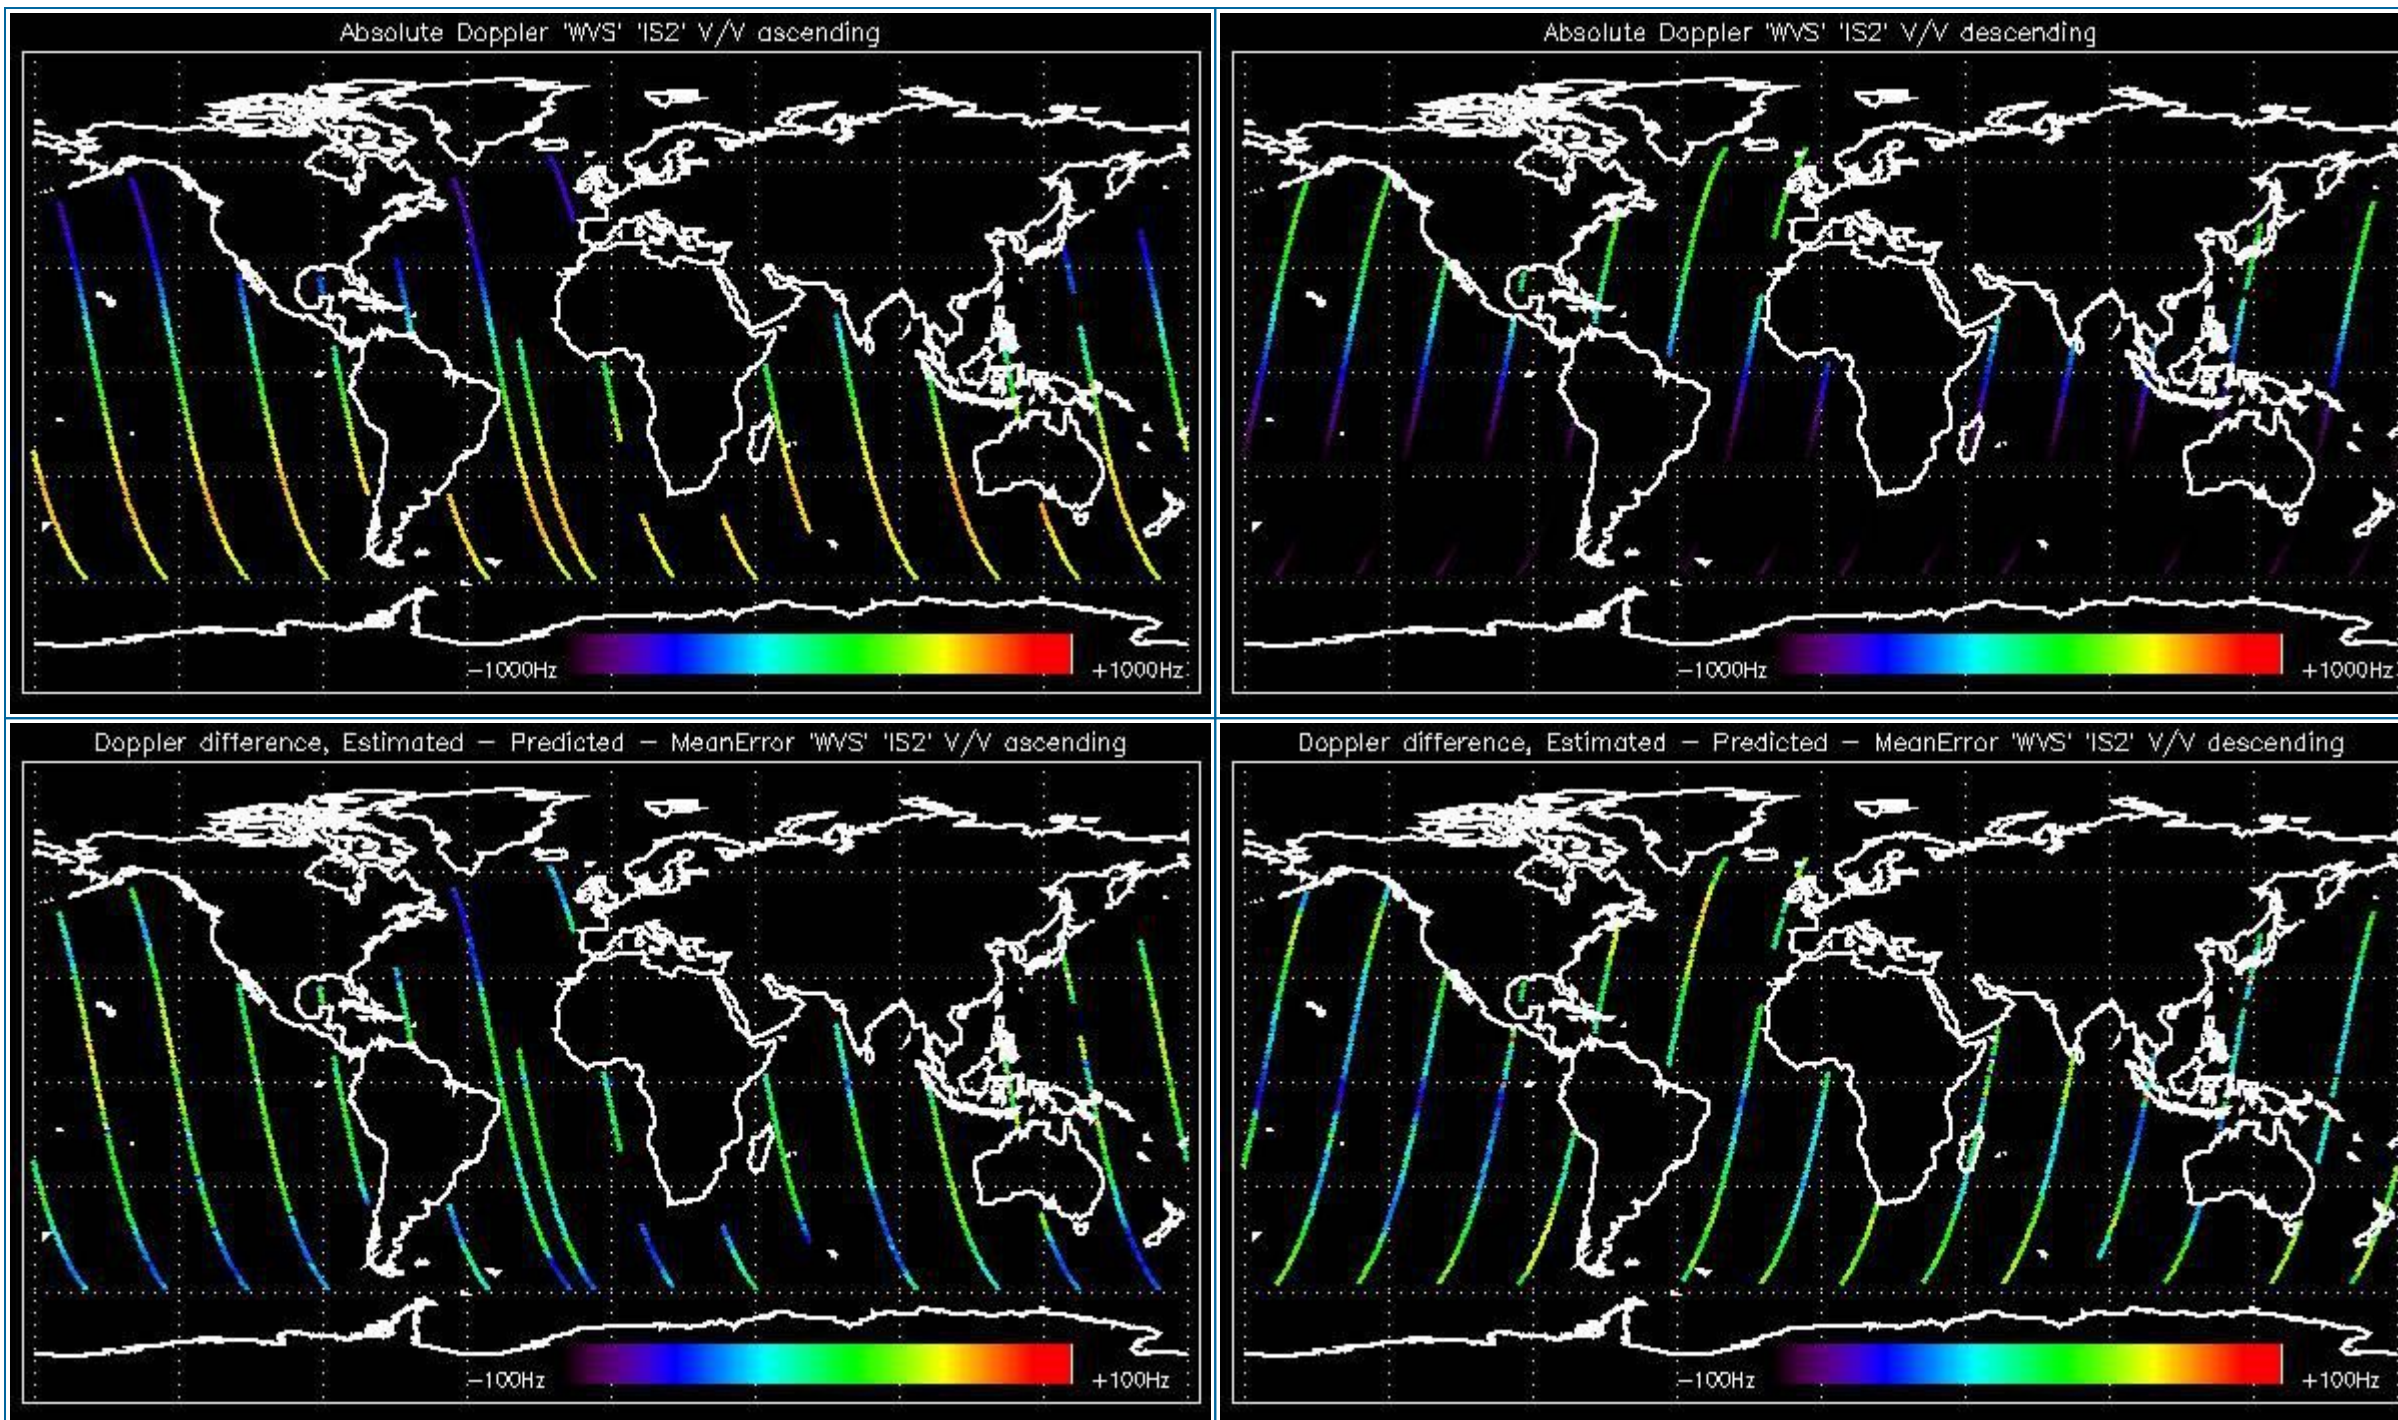 Absolute Doppler 'WVS' 'IS2' V/V ascending
-1000Hz
+1000Hz
Absolute Doppler 'WVS' 'IS2' V/V descending
-1000Hz
+1000Hz
Doppler difference, Estimated - Predicted - MeanError 'WVS' 'IS2' V/V ascending
-100Hz
+100Hz
Doppler difference, Estimated - Predicted - MeanError 'WVS' 'IS2' V/V descending
-100Hz
+100Hz